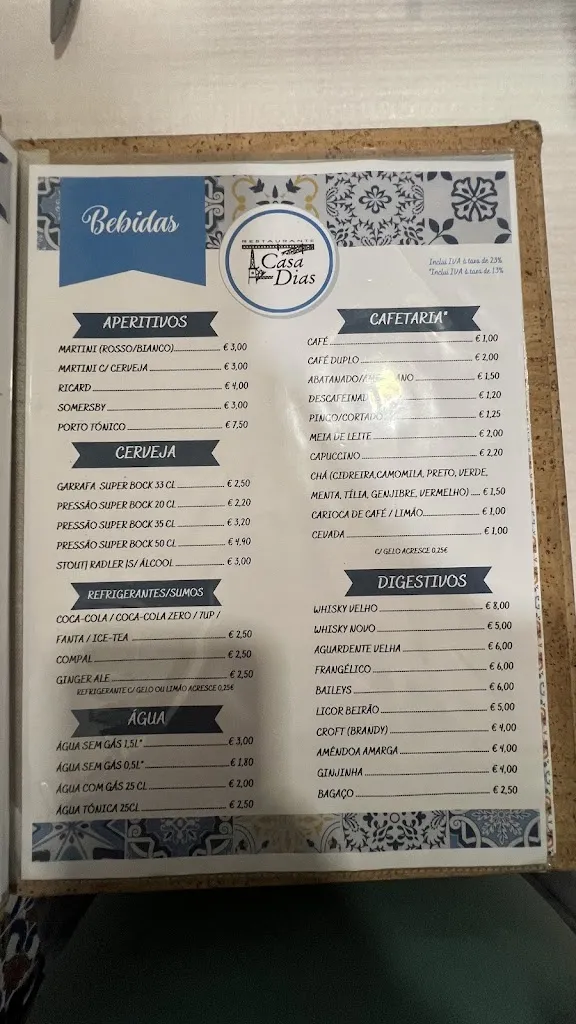 Bebidas
RESTAURANTE
Casa
Dias
Inclui IVA à taxa de 23%
*Inclui IVA à taxa de 13%
APERITIVOS
MARTINI (ROSSO/BIANCO) € 3,00
MARTINI C/ CERVEJA € 3,00
RICARD € 4,00
SOMERSBY € 3,00
PORTO TÓNICO € 7,50
CERVEJA
GARRAFA SUPER BOCK 33 CL € 2,50
PRESSÃO SUPER BOCK 20 CL € 2,20
PRESSÃO SUPER BOCK 35 CL € 3,20
PRESSÃO SUPER BOCK 50 CL € 4,90
STOUT| RADLER |S/ ÁLCOOL € 3,00
REFRIGERANTES/SUMOS
COCA-COLA / COCA-COLA ZERO / 7UP /
FANTA / ICE-TEA € 2,50
COMPAL € 2,50
GINGER ALE € 2,50
REFRIGERANTE C/ GELO OU LIMÃO ACRESCE 0,25€
ÁGUA
ÁGUA SEM GÁS 1,5L* € 3,00
ÁGUA SEM GÁS 0,5L* € 1,80
ÁGUA COM GÁS 25 CL € 2,00
ÁGUA TÓNICA 25CL € 2,50
CAFETARIA*
CAFÉ € 1,00
CAFÉ DUPLO € 2,00
ABATANADO/AMERICANO € 1,50
DESCAFEINADO € 1,20
PINGO/CORTADO € 1,25
MEIA DE LEITE € 2,00
CAPUCCINO € 2,20
CHÁ (CIDREIRA,CAMOMILA, PRETO, VERDE,
MENTA, TÍLIA, GENJIBRE, VERMELHO) € 1,50
CARIOCA DE CAFÉ / LIMÃO € 1,00
CEVADA € 1,00
C/ GELO ACRESCE 0,25€
DIGESTIVOS
WHISKY VELHO € 8,00
WHISKY NOVO € 5,00
AGUARDENTE VELHA € 6,00
FRANGÉLICO € 6,00
BAILEYS € 6,00
LICOR BEIRÃO € 5,00
CROFT (BRANDY) € 4,00
AMÊNDOA AMARGA € 4,00
GINJINHA € 4,00
BAGAÇO € 2,50